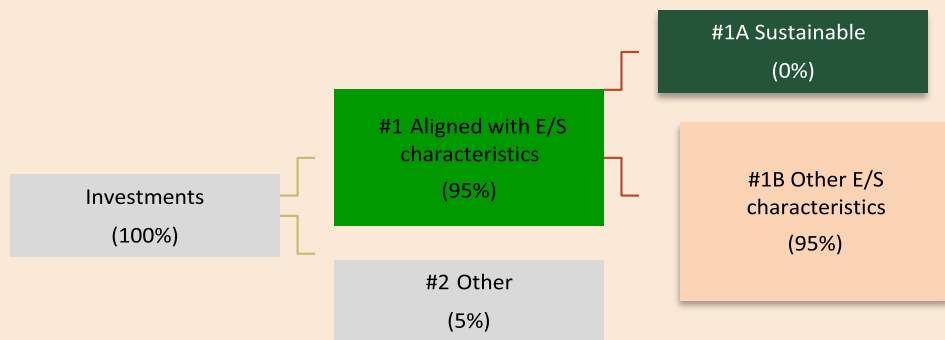 Investments
(100%)
#1 Aligned with E/S
characteristics
(95%)
#2 Other
(5%)
#1A Sustainable
(0%)
#1B Other E/S
characteristics
(95%)